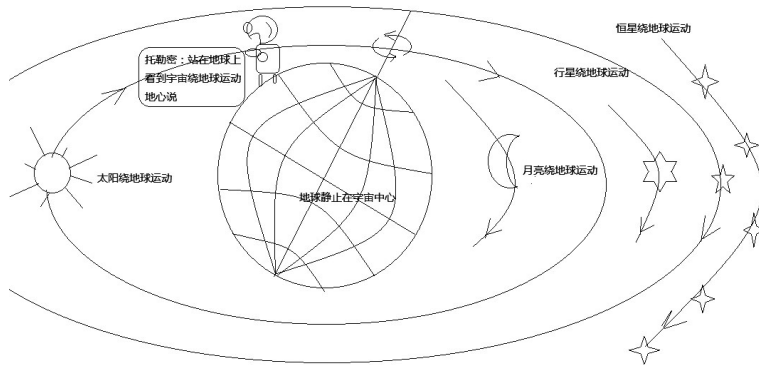 恒星绕地球运动
托勒密：站在地球上
看到宇宙绕地球运动
地心说
行星绕地球运动
太阳绕地球运动
月亮绕地球运动
地球静止在宇宙中心